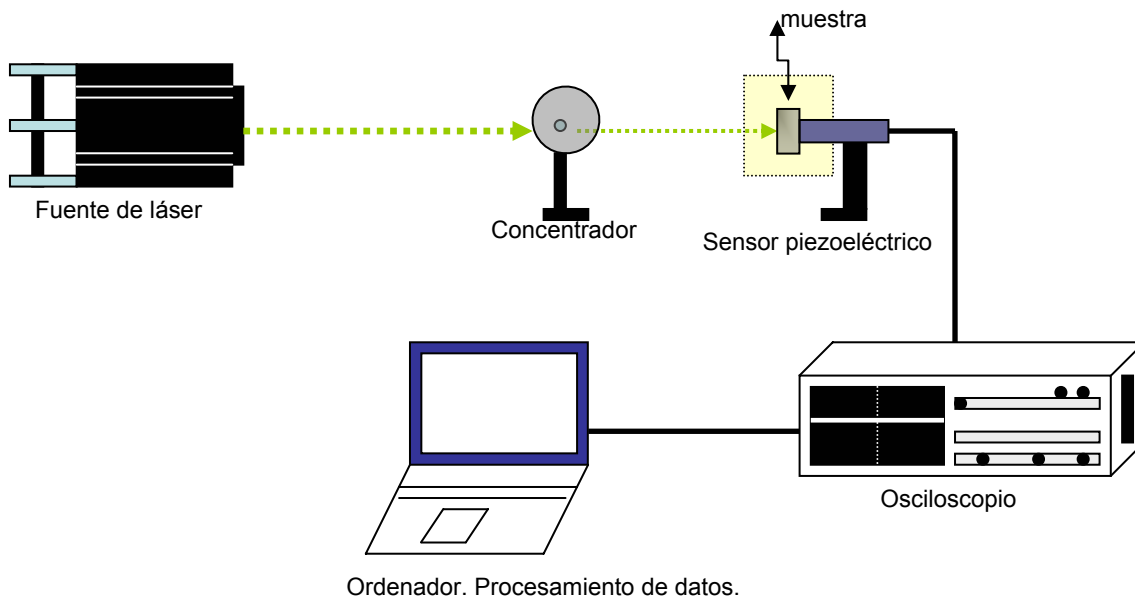 muestra
Fuente de láser
Concentrador
Sensor piezoeléctrico
Osciloscopio
Ordenador. Procesamiento de datos.